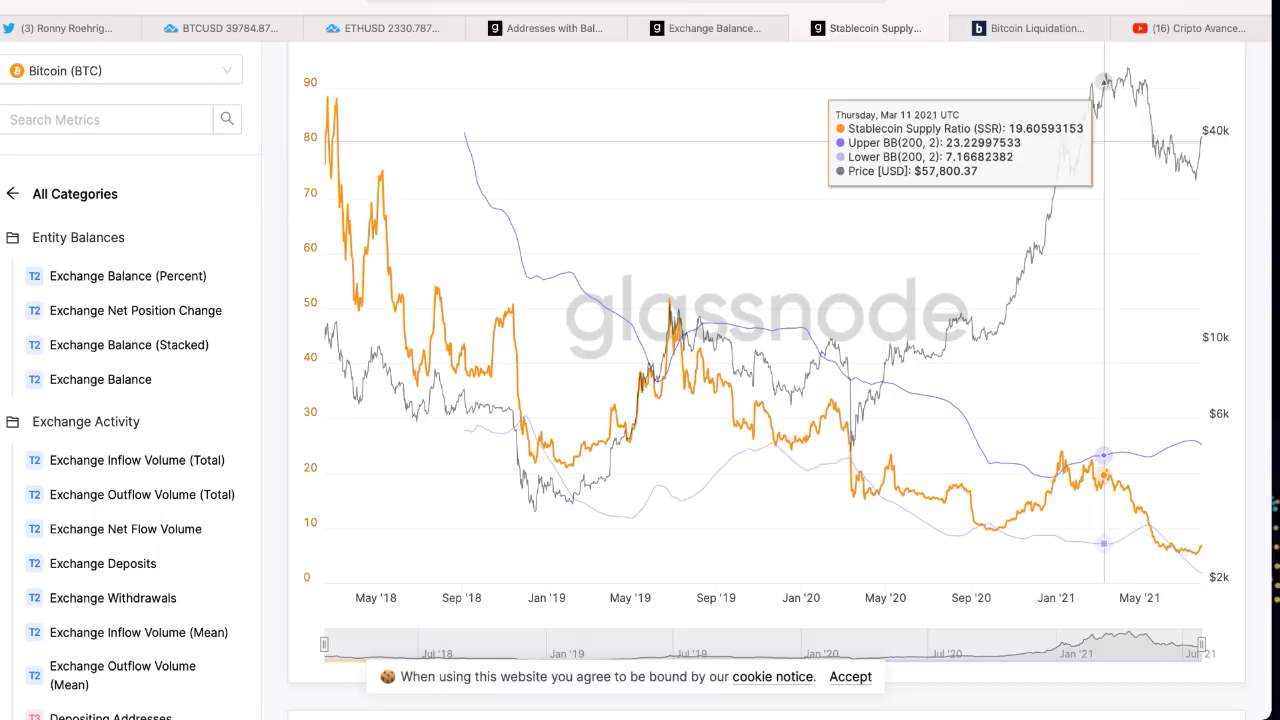 (3) Ronny Roehrig...
BTCUSD 39784.87...
ETHUSD 2330.787...
Addresses with Bal...
Exchange Balance...
Stablecoin Supply...
Bitcoin Liquidation...
(16) Cripto Avance...
Bitcoin (BTC)
Search Metrics
All Categories
Entity Balances
T2 Exchange Balance (Percent)
T2 Exchange Net Position Change
T2 Exchange Balance (Stacked)
T2 Exchange Balance
Exchange Activity
T2 Exchange Inflow Volume (Total)
T2 Exchange Outflow Volume (Total)
T2 Exchange Net Flow Volume
T2 Exchange Deposits
T2 Exchange Withdrawals
T2 Exchange Inflow Volume (Mean)
T2 Exchange Outflow Volume
(Mean)
T3 Depositing Addresses
90
80
70
60
50
40
30
20
10
0
Thursday, Mar 11 2021 UTC
Stablecoin Supply Ratio (SSR): 19.60593153
Upper BB(200, 2): 23.22997533
Lower BB(200, 2): 7.16682382
Price [USD]: $57,800.37
glassnode
$40k
$10k
$6k
$2k
May '18
Sep '18
Jan '19
May '19
Sep '19
Jan '20
May '20
Sep '20
Jan '21
May '21
Jul '18
Jan '19
Jul '19
Jan '20
Jul '20
Jan '21
When using this website you agree to be bound by our cookie notice. Accept